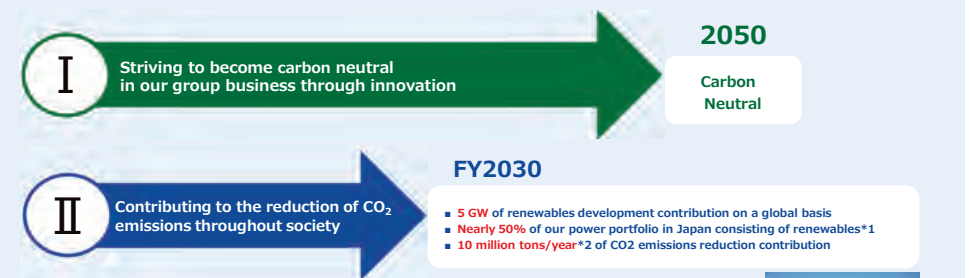 2050
Ⅰ
Striving to become carbon neutral
in our group business through innovation
Carbon
Neutral
FY2030
Ⅱ
Contributing to the reduction of CO₂
emissions throughout society
■ 5 GW of renewables development contribution on a global basis
■ Nearly 50% of our power portfolio in Japan consisting of renewables*1
■ 10 million tons/year*2 of CO2 emissions reduction contribution